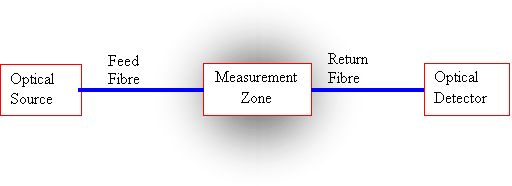 Optical
Source
Feed
Fibre
Measurement
Zone
Return
Fibre
Optical
Detector